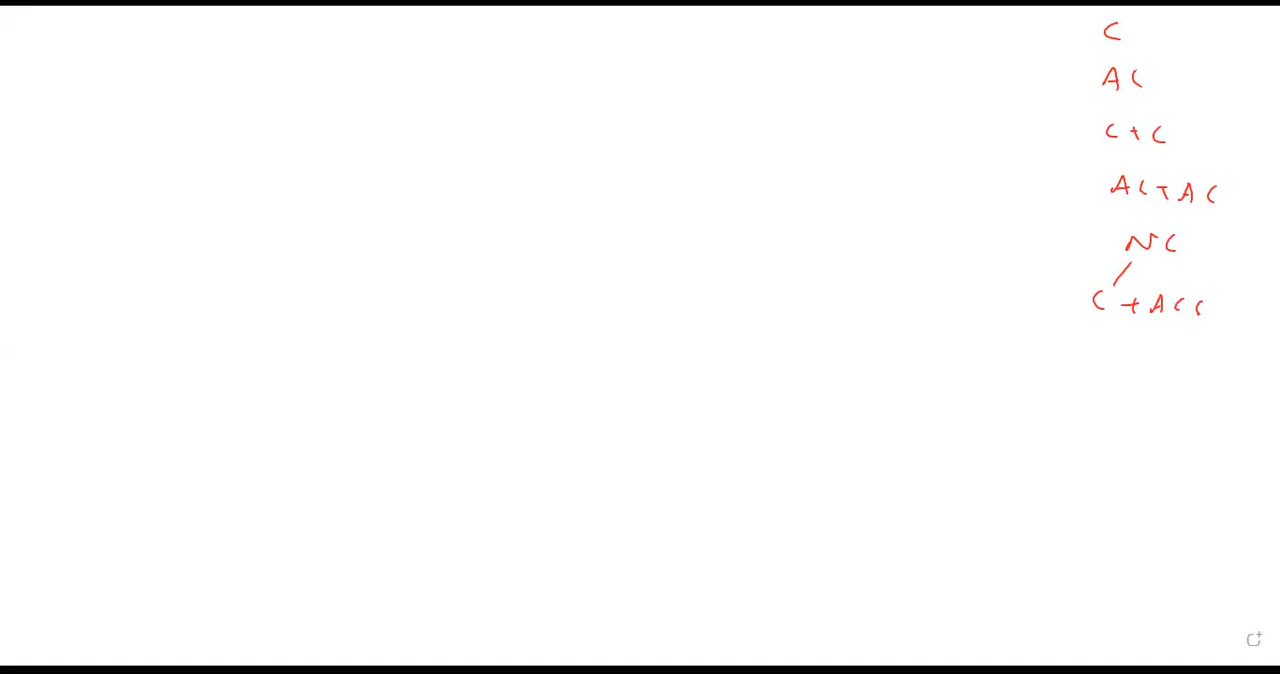 C
AC
C + C
AC + AC
NC
C + ACC